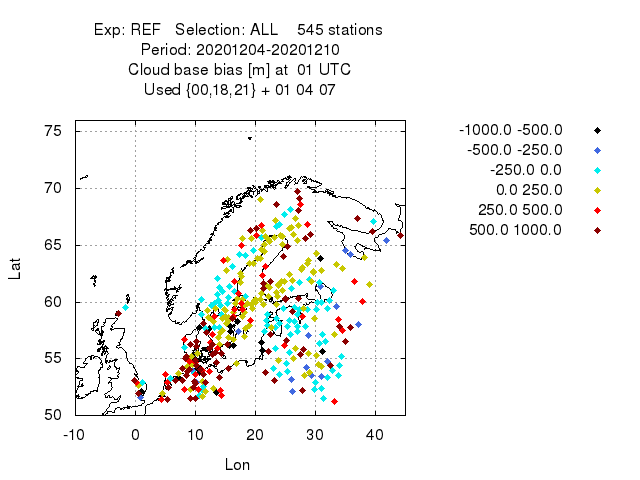 Exp: REF   Selection: ALL    545 stations
Period: 20201204-20201210
Cloud base bias [m] at  01 UTC
Used {00,18,21} + 01 04 07
-1000.0 -500.0
-500.0 -250.0
-250.0 0.0
0.0 250.0
250.0 500.0
500.0 1000.0
75
70
65
60
55
50
Lat
-10 0 10 20 30 40
Lon